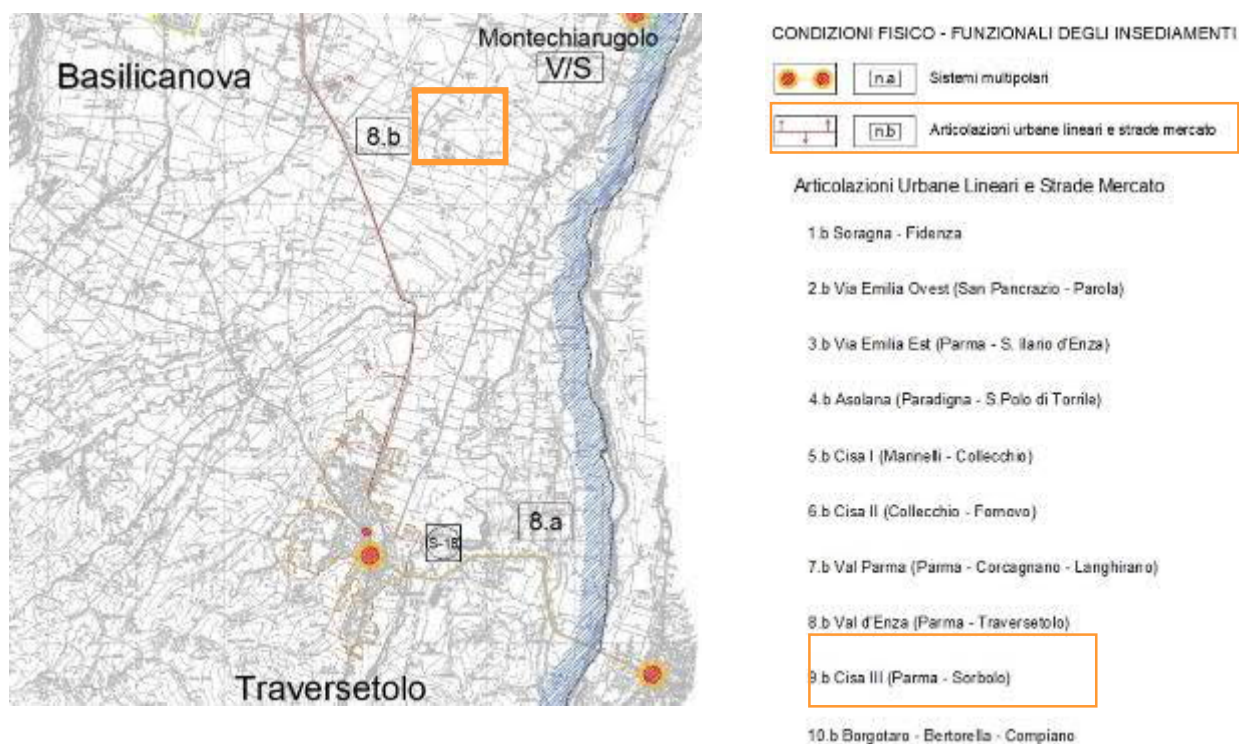 Montechiarugolo
V/S
Basilicanova
8.b
8.a
S-18
Traversetolo
CONDIZIONI FISICO - FUNZIONALI DEGLI INSEDIAMENTI
n.a Sistemi multipolari
n.b Articolazioni urbane lineari e strade mercato
Articolazioni Urbane Lineari e Strade Mercato
1.b Soragna - Fidenza
2.b Via Emilia Ovest (San Pancrazio - Parola)
3.b Via Emilia Est (Parma - S. Ilario d'Enza)
4.b Asolana (Paradigna - S.Polo di Torrile)
5.b Cisa I (Marinelli - Collecchio)
6.b Cisa II (Collecchio - Fornovo)
7.b Val Parma (Parma - Corcagnano - Langhirano)
8.b Val d'Enza (Parma - Traversetolo)
9.b Cisa III (Parma - Sorbolo)
10.b Borgotaro - Bertorella - Compiano